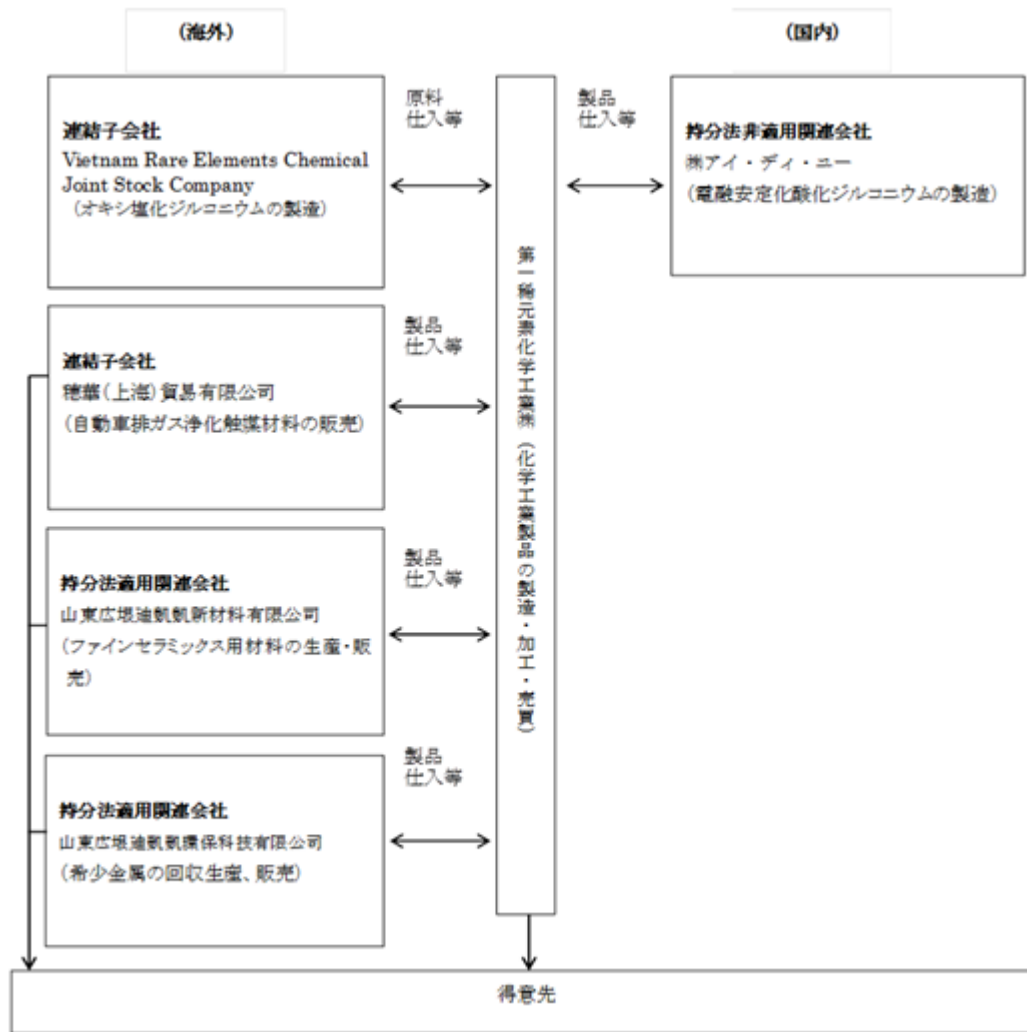 (海外)
(国内)
連結子会社
Vietnam Rare Elements Chemical
Joint Stock Company
(オキシ塩化ジルコニウムの製造)
原料
仕入等
製品
仕入等
持分法非適用関連会社
㈱アイ・ディ・ユー
(電融安定化酸化ジルコニウムの製造)
第一稀元素化学工業㈱(化学工業製品の製造・加工・売買)
連結子会社
穂華(上海)貿易有限公司
(自動車排ガス浄化触媒材料の販売)
製品
仕入等
持分法適用関連会社
山東広垠迪凱凱新材料有限公司
(ファインセラミックス用材料の生産・販
売)
製品
仕入等
持分法適用関連会社
山東広垠迪凱凱環保科技有限公司
(希少金属の回収生産、販売)
製品
仕入等
得意先